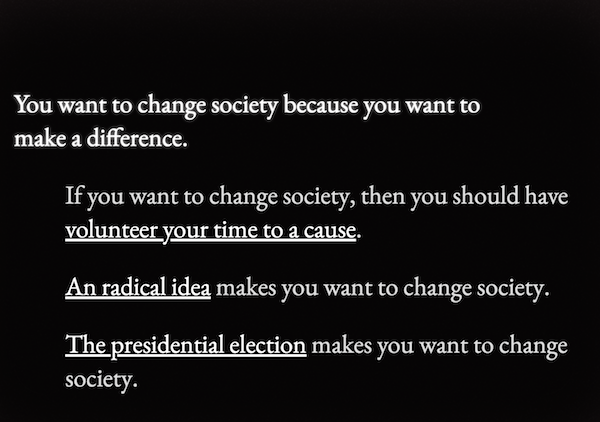 You want to change society because you want to
make a difference.
If you want to change society, then you should have
volunteer your time to a cause.
An radical idea makes you want to change society.
The presidential election makes you want to change
society.